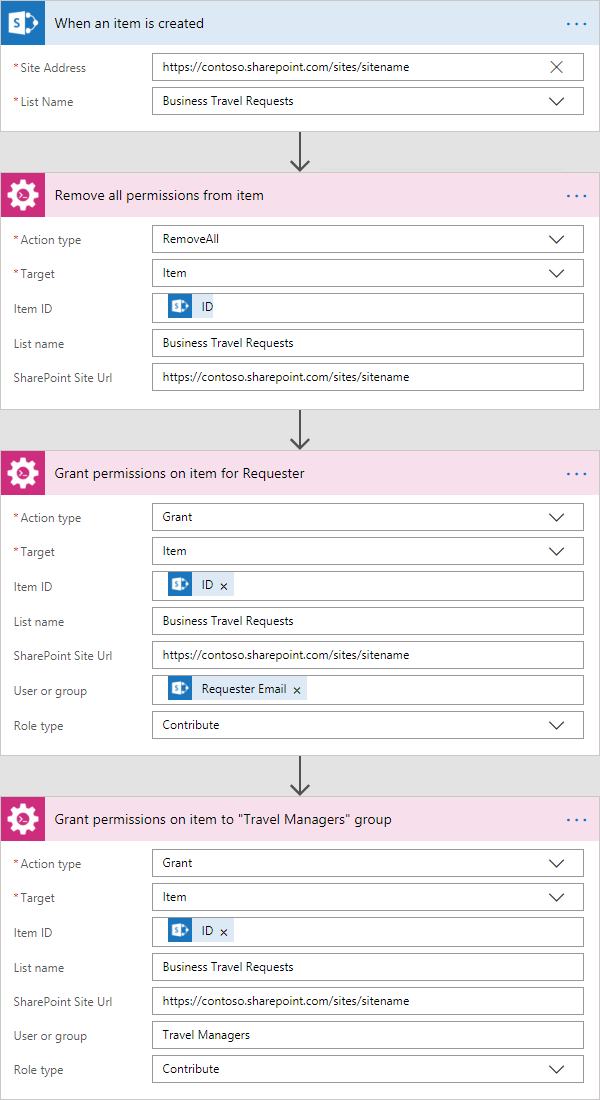 When an item is created
* Site Address https://contoso.sharepoint.com/sites/sitename
* List Name Business Travel Requests
Remove all permissions from item
* Action type RemoveAll
* Target Item
Item ID ID
List name Business Travel Requests
SharePoint Site Url https://contoso.sharepoint.com/sites/sitename
Grant permissions on item for Requester
* Action type Grant
* Target Item
Item ID ID ×
List name Business Travel Requests
SharePoint Site Url https://contoso.sharepoint.com/sites/sitename
User or group Requester Email ×
Role type Contribute
Grant permissions on item to "Travel Managers" group
* Action type Grant
* Target Item
Item ID ID ×
List name Business Travel Requests
SharePoint Site Url https://contoso.sharepoint.com/sites/sitename
User or group Travel Managers
Role type Contribute